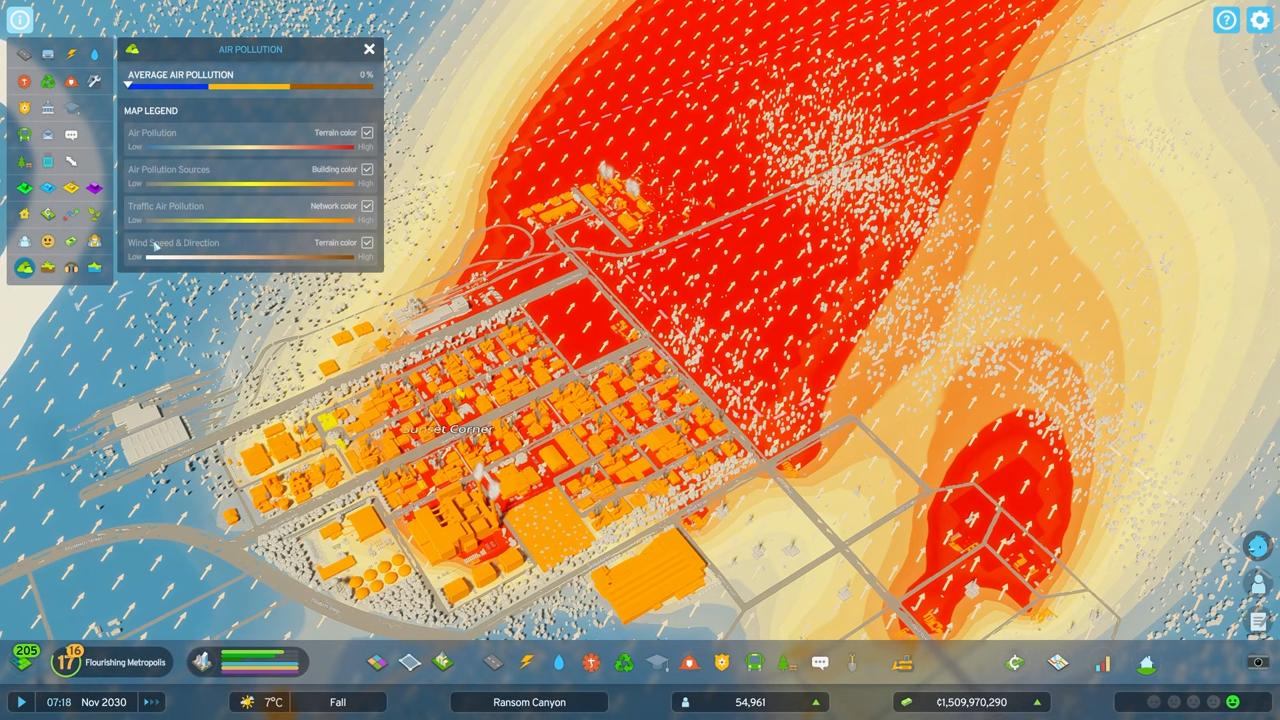 AIR POLLUTION
AVERAGE AIR POLLUTION 0 %
MAP LEGEND
Air Pollution Terrain color
Low High
Air Pollution Sources Building color
Low High
Traffic Air Pollution Network color
Low High
Wind Speed & Direction Terrain color
Low High
Sunset Corner
205
17
16
Flourishing Metropolis
07:18 Nov 2030
7°C
Fall
Ransom Canyon
54,961
¢1,509,970,290